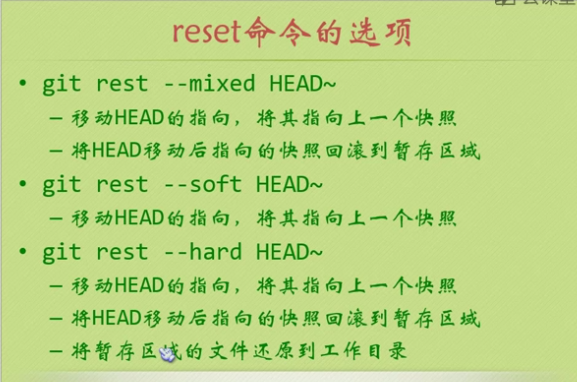 reset命令的选项
• git rest --mixed HEAD~
– 移动HEAD的指向，将其指向上一个快照
– 将HEAD移动后指向的快照回滚到暂存区域
• git rest --soft HEAD~
– 移动HEAD的指向，将其指向上一个快照
• git rest --hard HEAD~
– 移动HEAD的指向，将其指向上一个快照
– 将HEAD移动后指向的快照回滚到暂存区域
– 将暂存区域的文件还原到工作目录